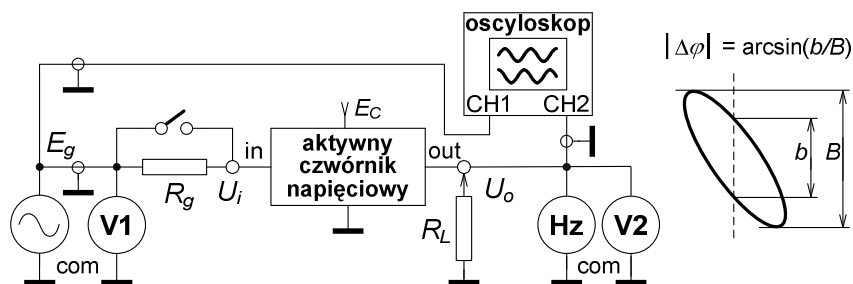 oscyloskop
CH1 CH2
|Δφ| = arcsin(b/B)
E_C
E_g
in
aktywny
czwórnik
napięciowy
out
R_g
U_i
U_o
b
B
V1
R_L
Hz
V2
com
com